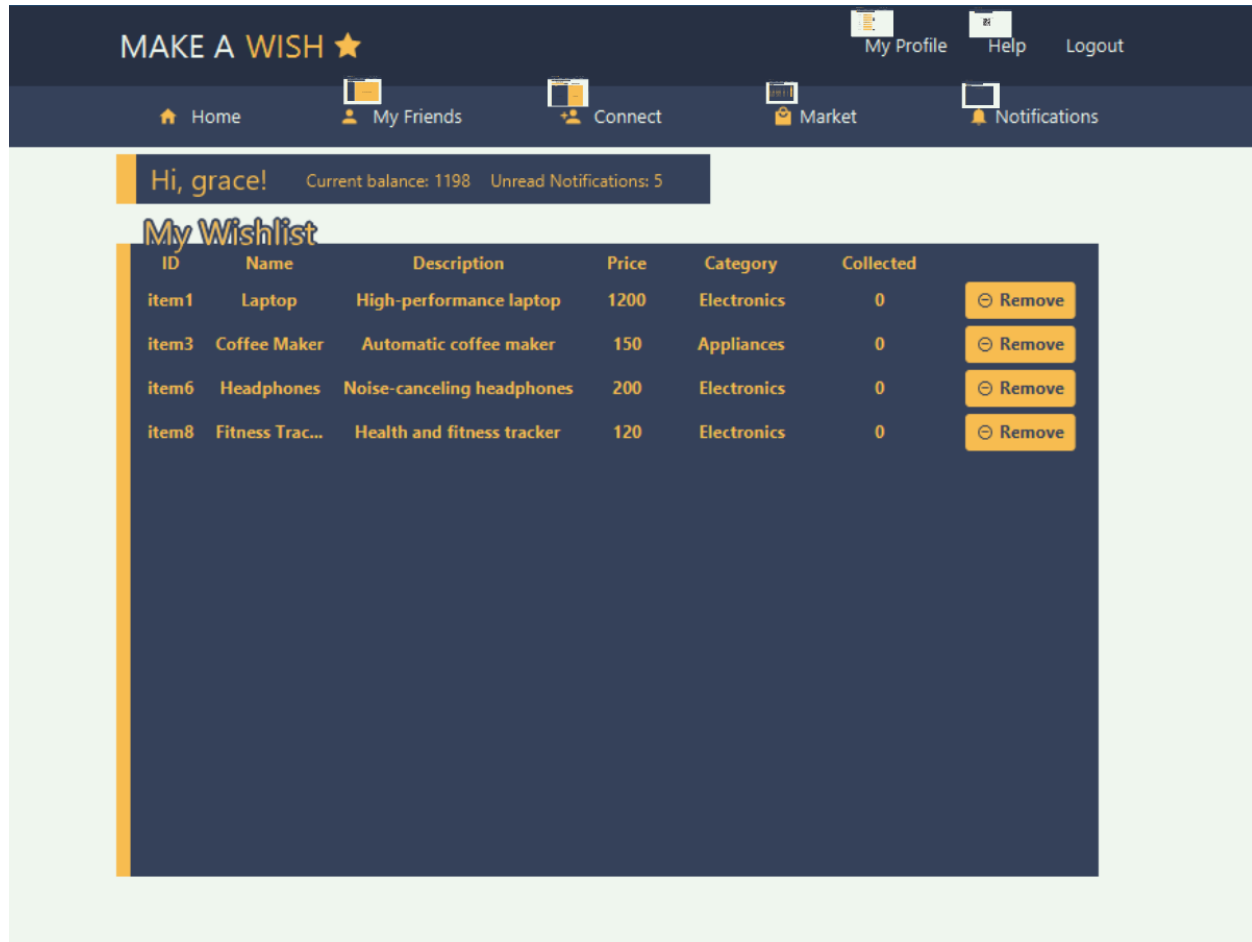 MAKE A WISH
My Profile Help Logout
Home My Friends Connect Market Notifications
Hi, grace! Current balance: 1198 Unread Notifications: 5
My Wishlist
ID Name Description Price Category Collected
item1 Laptop High-performance laptop 1200 Electronics 0 Remove
item3 Coffee Maker Automatic coffee maker 150 Appliances 0 Remove
item6 Headphones Noise-canceling headphones 200 Electronics 0 Remove
item8 Fitness Trac... Health and fitness tracker 120 Electronics 0 Remove